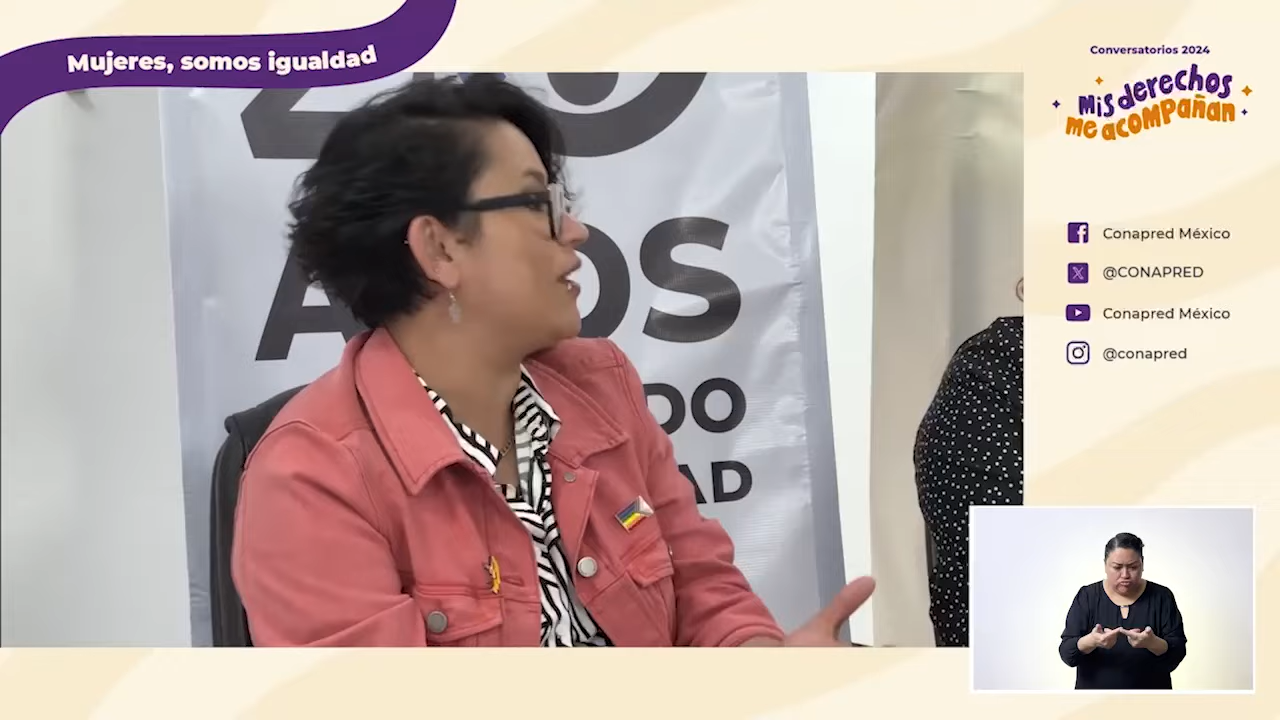 Mujeres, somos igualdad
Conversatorios 2024
Mis derechos
me acompañan
Conapred México
@CONAPRED
Conapred México
@conapred